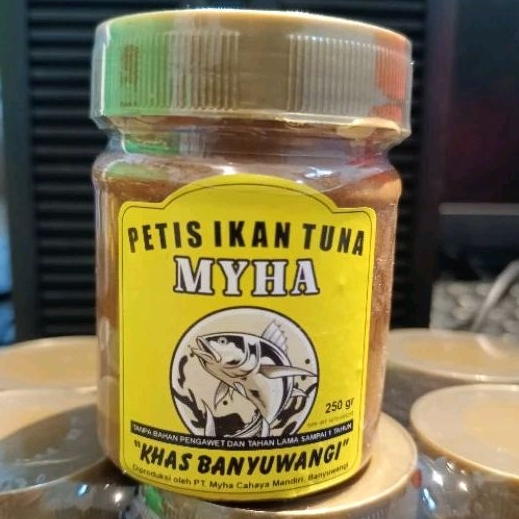 PETIS IKAN TUNA
MYHA
250 gr
TANPA BAHAN PENGAWET DAN TAHAN LAMA SAMPAI 1 TAHUN
"KHAS BANYUWANGI"
Diproduksi oleh PT. Myha Cahaya Mandiri, Banyuwangi